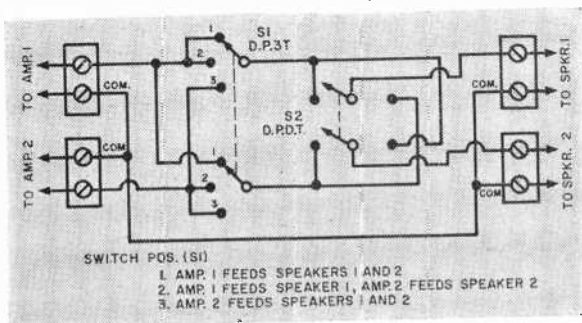 S1
D.P.3T
1
2
3
TO AMP. 1
COM.
S2
D.P.D.T.
TO SPKR. 1
COM.
TO AMP. 2
COM
1
2
3
TO SPKR. 2
COM
SWITCH POS. (S1)
1. AMP. 1 FEEDS SPEAKERS 1 AND 2
2. AMP. 1 FEEDS SPEAKER 1, AMP. 2 FEEDS SPEAKER 2
3. AMP. 2 FEEDS SPEAKERS 1 AND 2